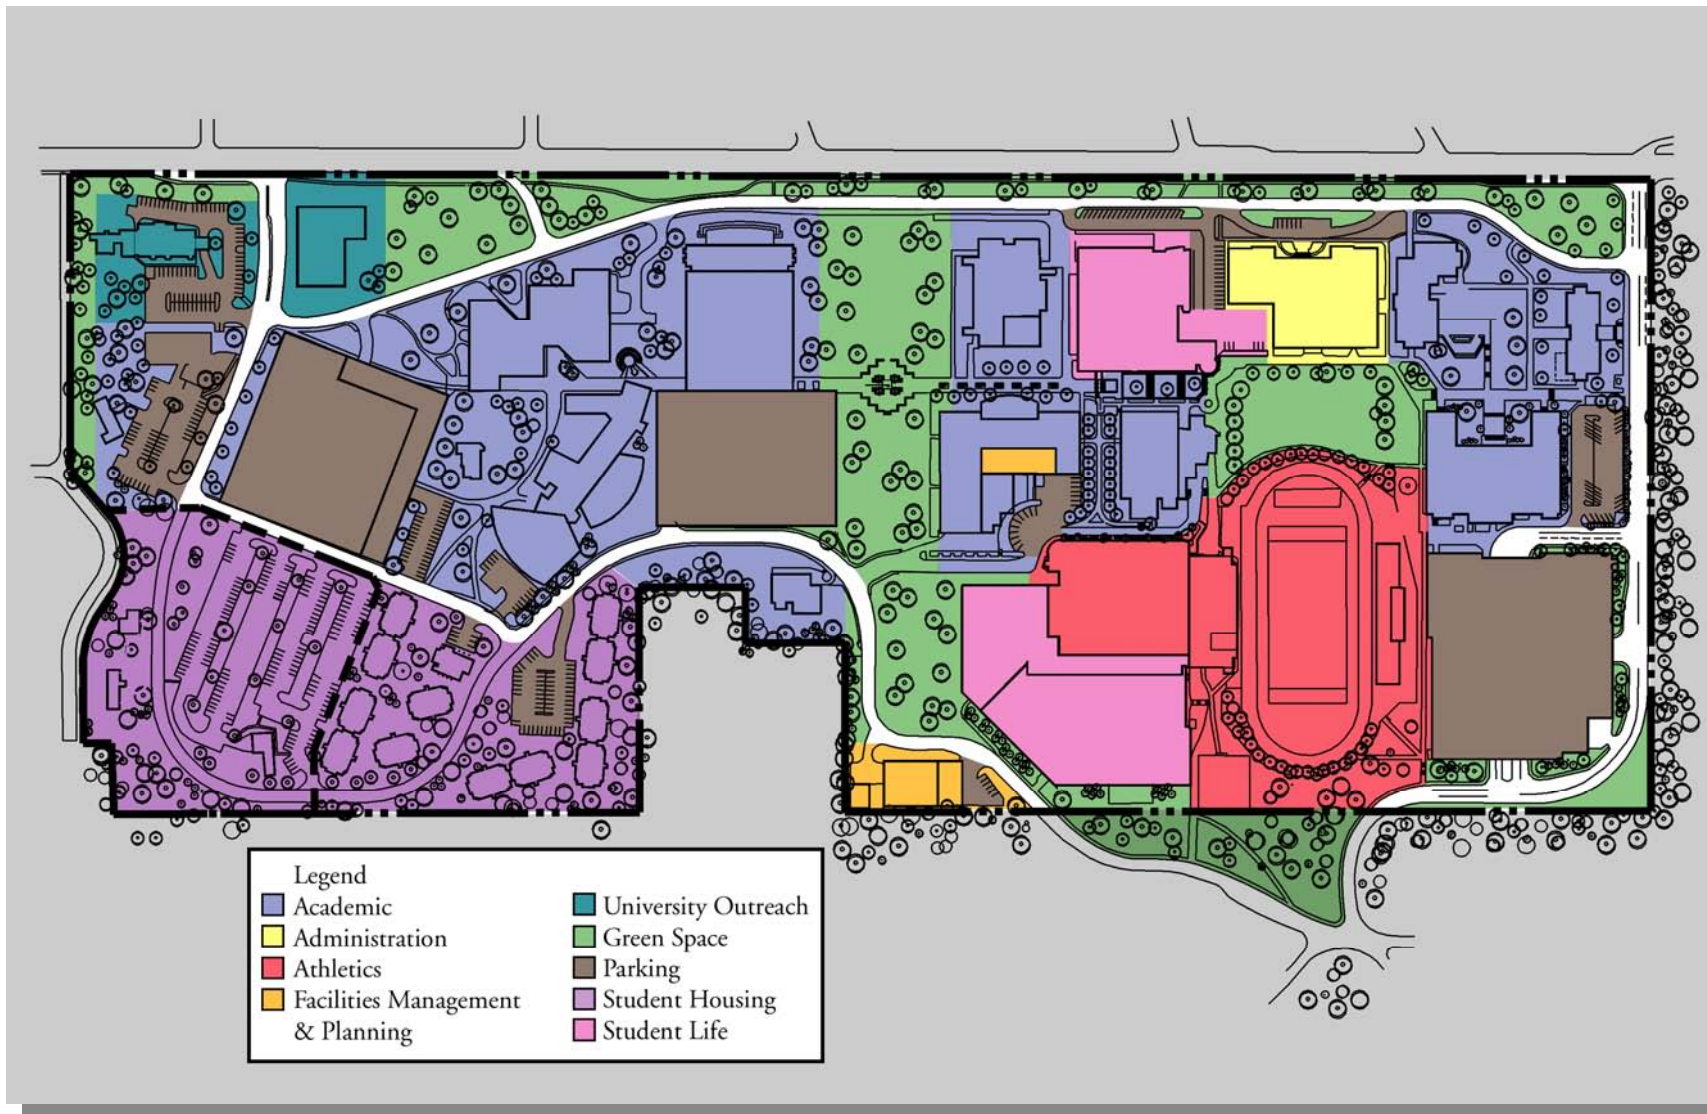 Legend
Academic
Administration
Athletics
Facilities Management
& Planning
University Outreach
Green Space
Parking
Student Housing
Student Life